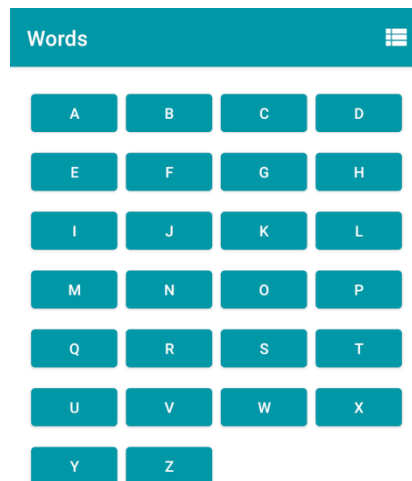 Words
A B C D
E F G H
I J K L
M N O P
Q R S T
U V W X
Y Z